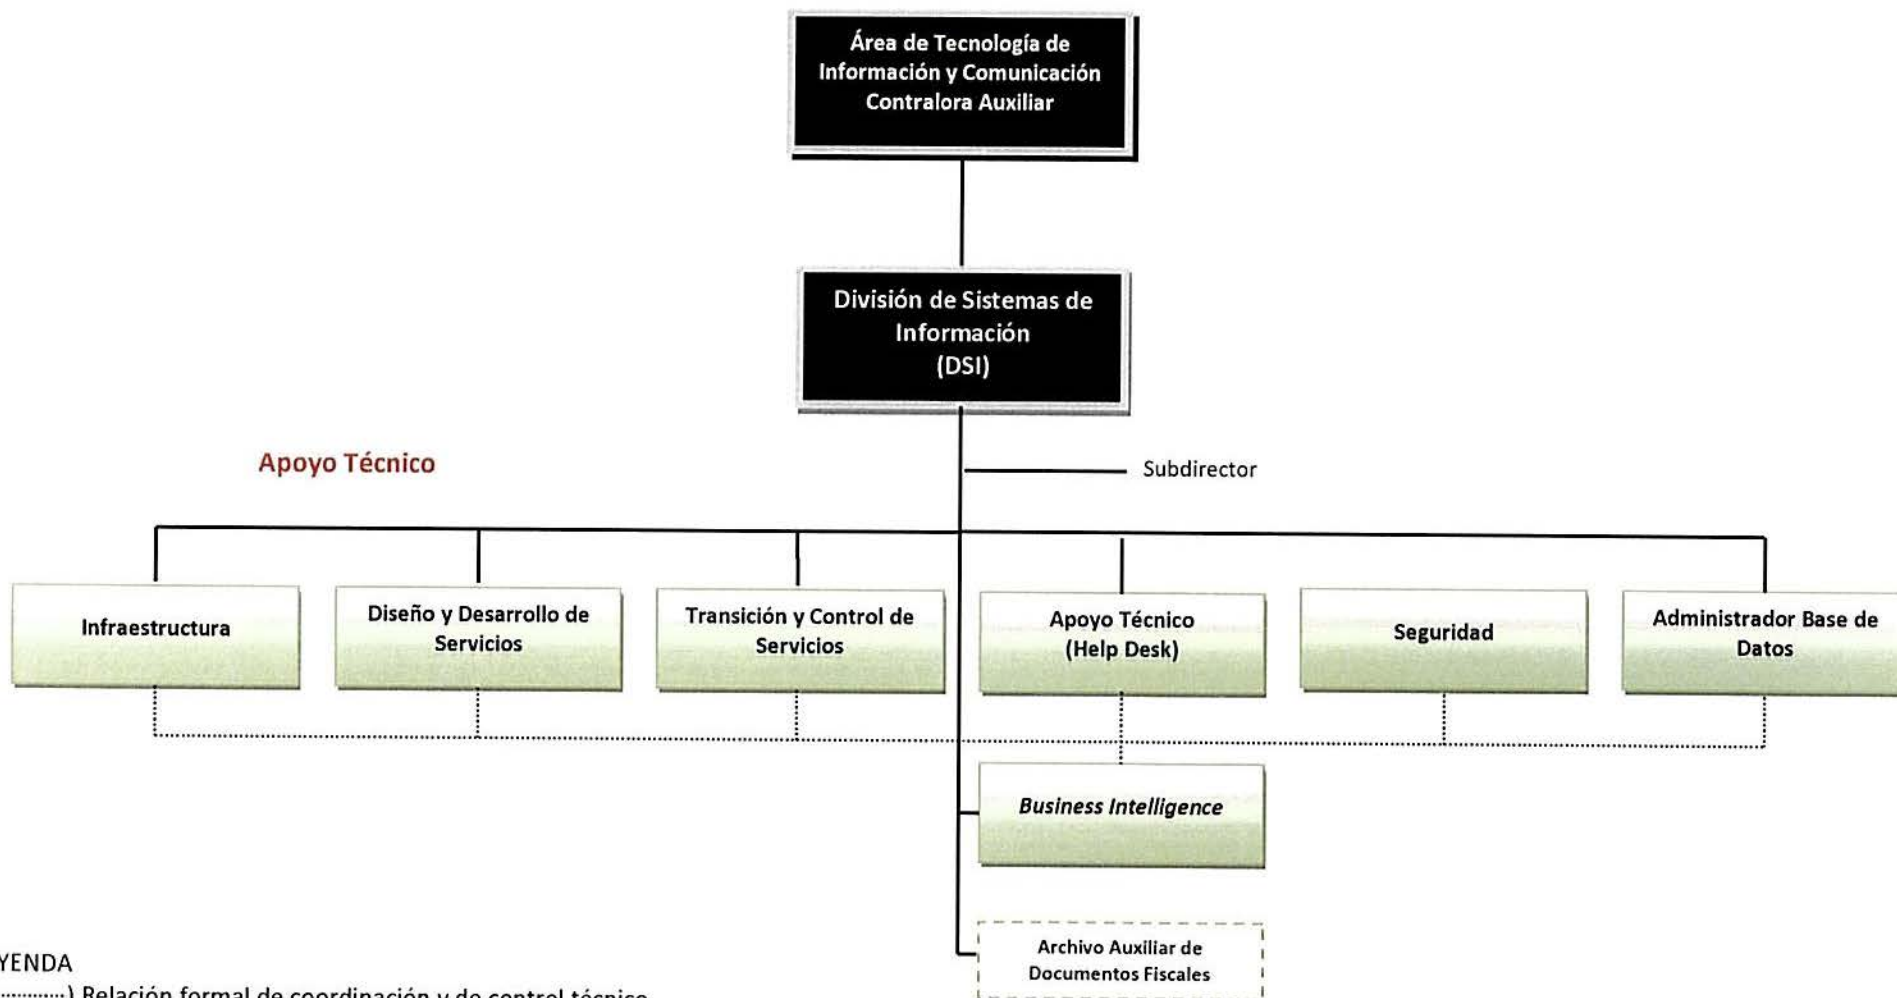 Área de Tecnología de
Información y Comunicación
Contralora Auxiliar
División de Sistemas de
Información
(DSI)
Apoyo Técnico
Subdirector
Infraestructura
Diseño y Desarrollo de
Servicios
Transición y Control de
Servicios
Apoyo Técnico
(Help Desk)
Seguridad
Administrador Base de
Datos
Business Intelligence
Archivo Auxiliar de
Documentos Fiscales
YENDA
............) Relación formal de coordinación y de control técnico